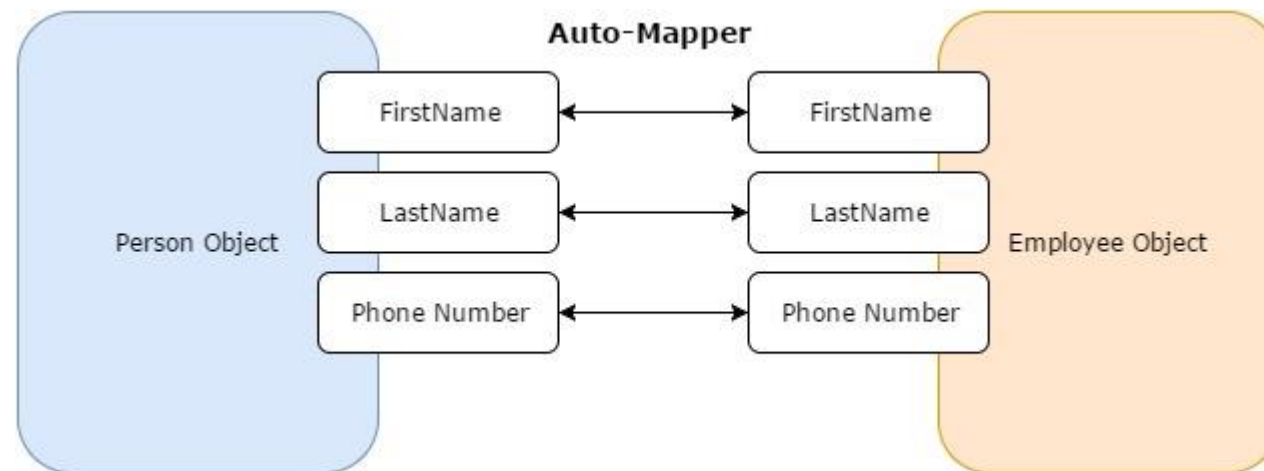 Auto-Mapper
FirstName
FirstName
LastName
LastName
Person Object
Employee Object
Phone Number
Phone Number